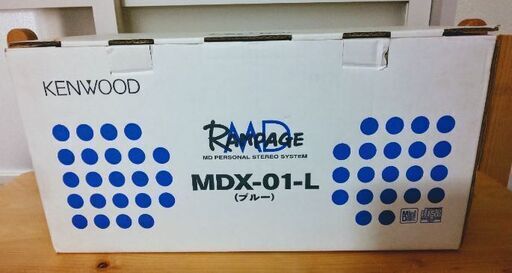 KENWOOD
RAMPAGE
MD
MD PERSONAL STEREO SYSTEM
MDX-01-L
(ブルー)